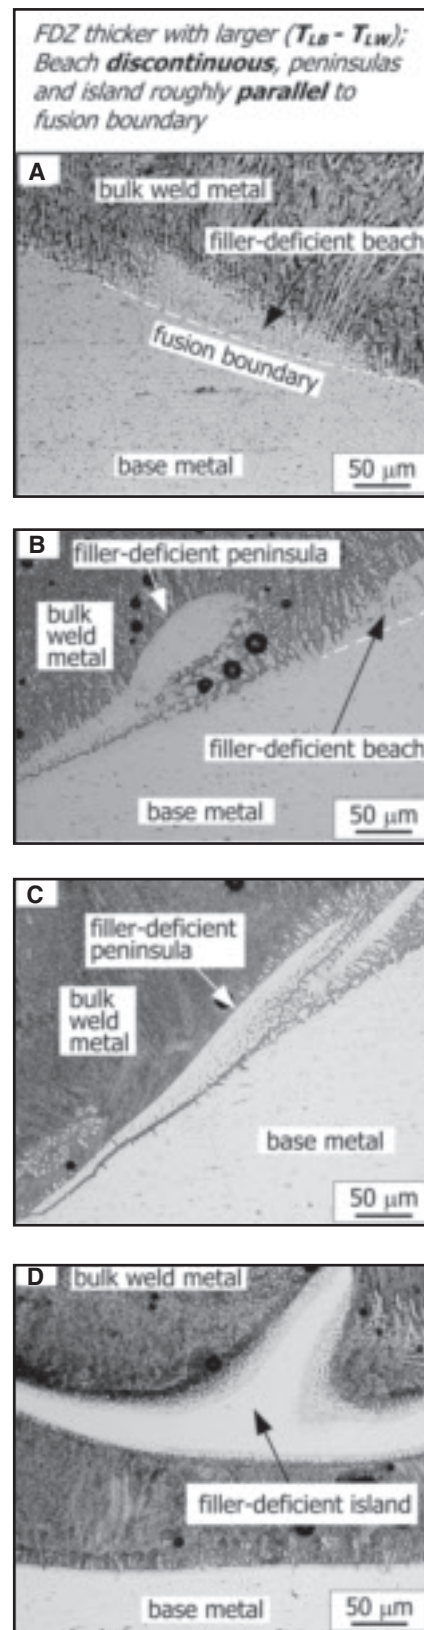 FDZ thicker with larger (TLB - TLW);
Beach discontinuous, peninsulas
and island roughly parallel to
fusion boundary
A
bulk weld metal
filler-deficient beach
fusion boundary
base metal
50 μm
B
filler-deficient peninsula
bulk
weld
metal
filler-deficient beach
base metal
50 μm
C
filler-deficient
peninsula
bulk
weld
metal
base metal
50 μm
D
bulk weld metal
filler-deficient island
base metal
50 μm